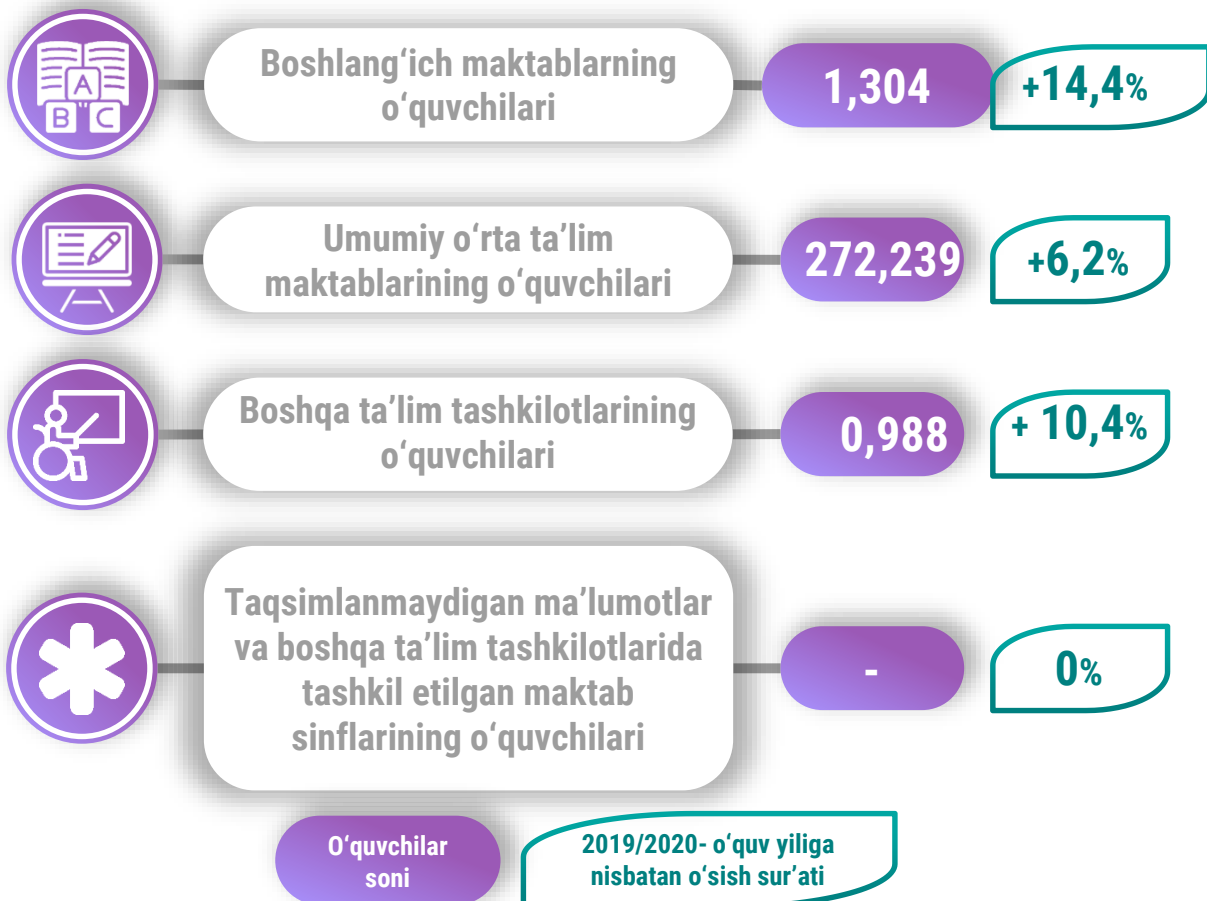 A
B C
Boshlang‘ich maktablarning
o‘quvchilari
1,304
+14,4%
Umumiy o‘rta ta’lim
maktablarining o‘quvchilari
272,239
+6,2%
Boshqa ta’lim tashkilotlarining
o‘quvchilari
0,988
+ 10,4%
Taqsimlanmaydigan ma’lumotlar
va boshqa ta’lim tashkilotlarida
tashkil etilgan maktab
sinflarining o‘quvchilari
-
0%
O‘quvchilar
soni
2019/2020- o‘quv yiliga
nisbatan o‘sish sur’ati